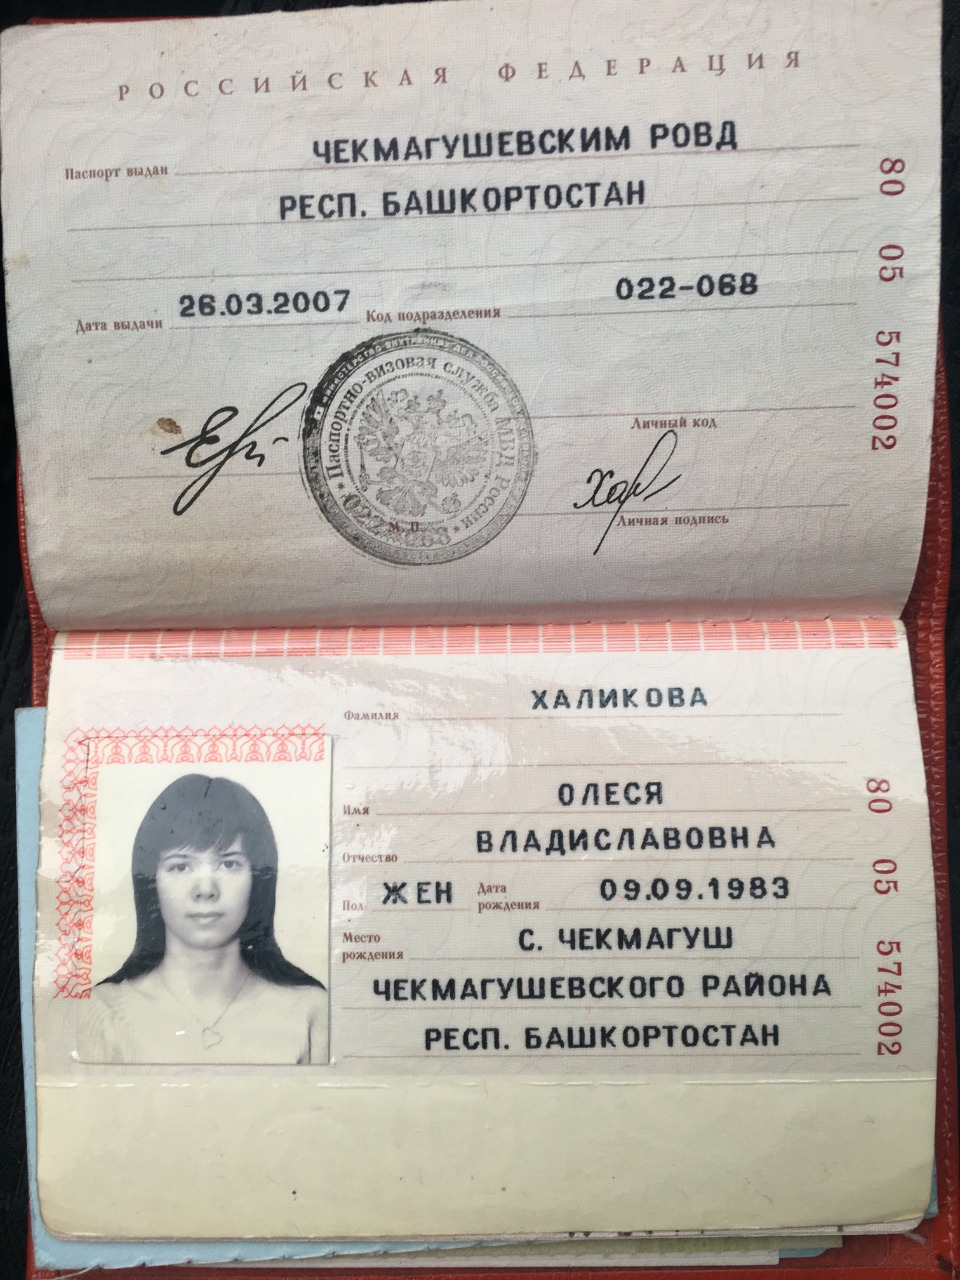 РОССИЙСКАЯ ФЕДЕРАЦИЯ
Паспорт выдан ЧЕКМАГУШЕВСКИМ РОВД
РЕСП. БАШКОРТОСТАН
Дата выдачи 26.03.2007 Код подразделения 022-068
Личный код
Личная подпись
М. П.
Паспортно-визовая служба МВД России
80 05 574002
Фамилия ХАЛИКОВА
Имя ОЛЕСЯ
Отчество ВЛАДИСЛАВОВНА
Пол ЖЕН Дата рождения 09.09.1983
Место рождения С. ЧЕКМАГУШ
ЧЕКМАГУШЕВСКОГО РАЙОНА
РЕСП. БАШКОРТОСТАН
80 05 574002